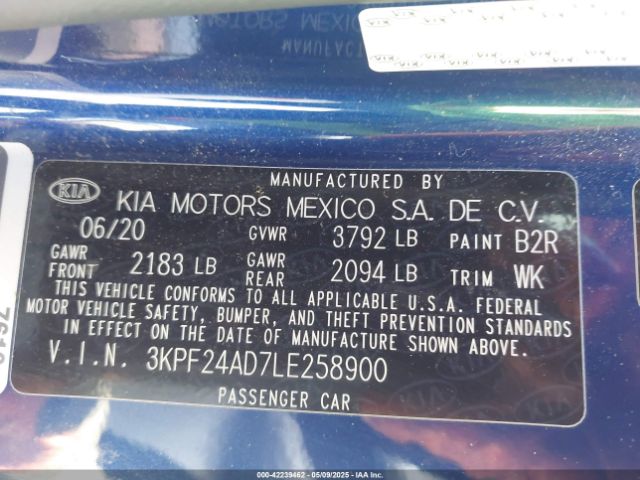 MANUFACTURED BY
KIA KIA MOTORS MEXICO S.A. DE C.V.
06/20 GVWR 3792 LB PAINT B2R
GAWR FRONT 2183 LB GAWR REAR 2094 LB TRIM WK
THIS VEHICLE CONFORMS TO ALL APPLICABLE U.S.A. FEDERAL
MOTOR VEHICLE SAFETY, BUMPER, AND THEFT PREVENTION STANDARDS
IN EFFECT ON THE DATE OF MANUFACTURE SHOWN ABOVE.
V.I.N. 3KPF24AD7LE258900
PASSENGER CAR
000-42239462 - 05/09/2025 - IAAI.COM